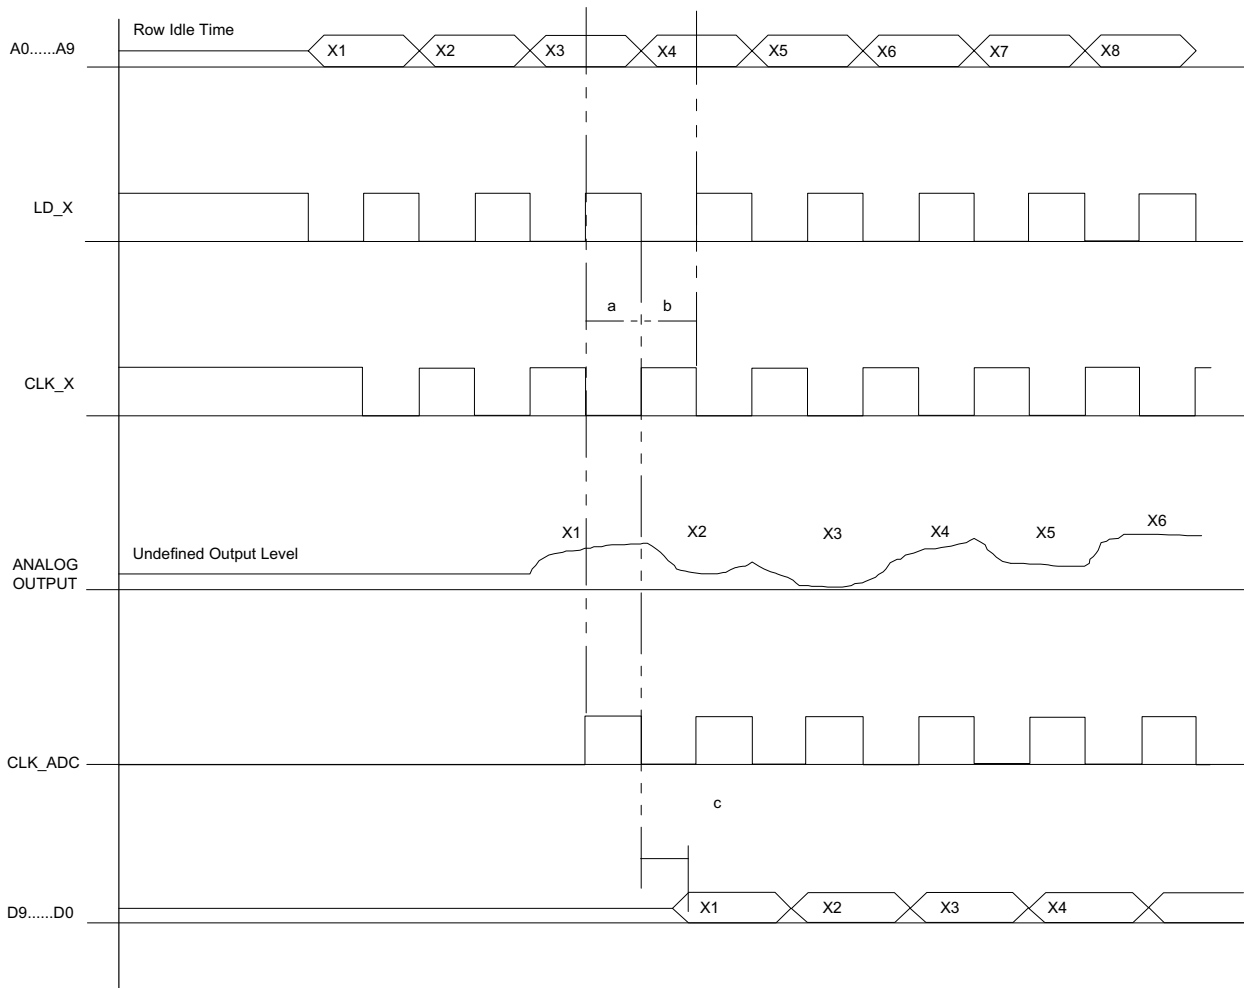 Row Idle Time
A0......A9 X1 X2 X3 X4 X5 X6 X7 X8
LD_X
a b
CLK_X
X1 X2 X3 X4 X5 X6
Undefined Output Level
ANALOG
OUTPUT
CLK_ADC
c
D9......D0 X1 X2 X3 X4